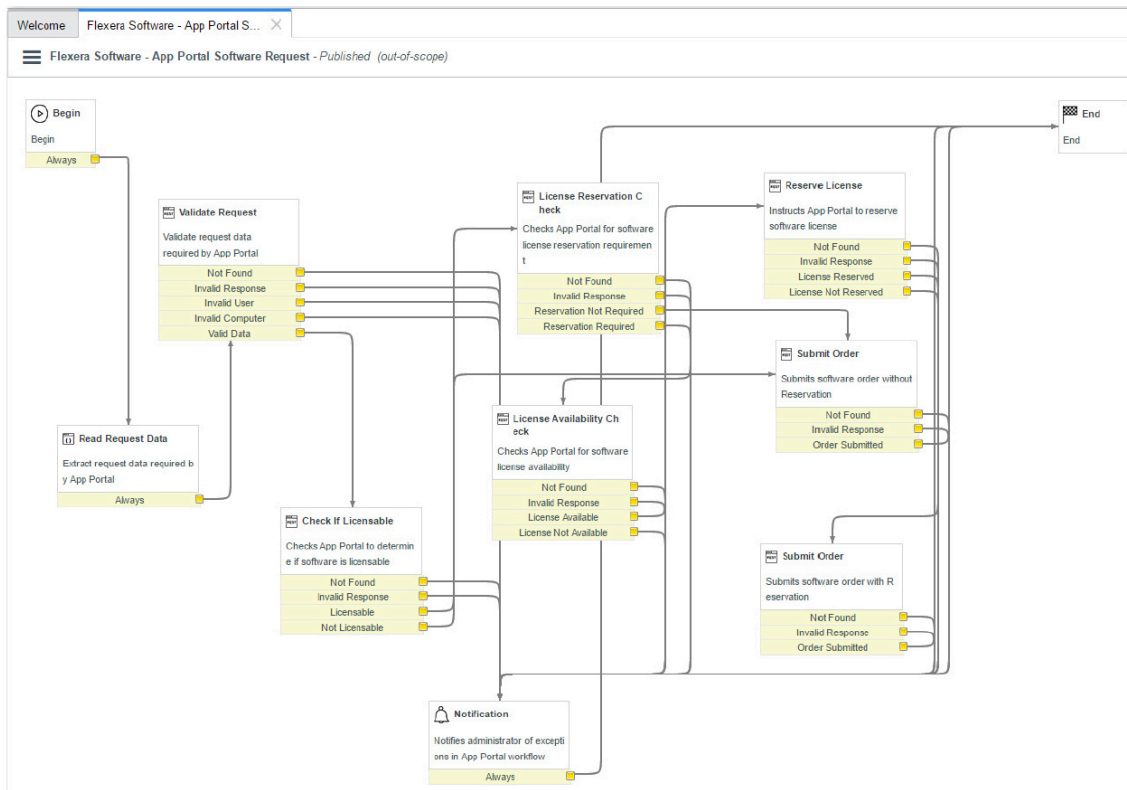 Welcome
Flexera Software - App Portal S...
Flexera Software - App Portal Software Request - Published (out-of-scope)
Begin
Begin
Always
End
End
Validate Request
Validate request data
required by App Portal
Not Found
Invalid Response
Invalid User
Invalid Computer
Valid Data
License Reservation C
heck
Checks App Portal for software
license reservation requiremen
t
Not Found
Invalid Response
Reservation Not Required
Reservation Required
Reserve License
Instructs App Portal to reserve
software license
Not Found
Invalid Response
License Reserved
License Not Reserved
Submit Order
Submits software order without
Reservation
Not Found
Invalid Response
Order Submitted
Read Request Data
Extract request data required b
y App Portal
Always
License Availability Ch
eck
Checks App Portal for software
license availability
Not Found
Invalid Response
License Available
License Not Available
Check If Licensable
Checks App Portal to determin
e if software is licensable
Not Found
Invalid Response
Licensable
Not Licensable
Submit Order
Submits software order with R
eservation
Not Found
Invalid Response
Order Submitted
Notification
Notifies administrator of excepti
ons in App Portal workflow
Always